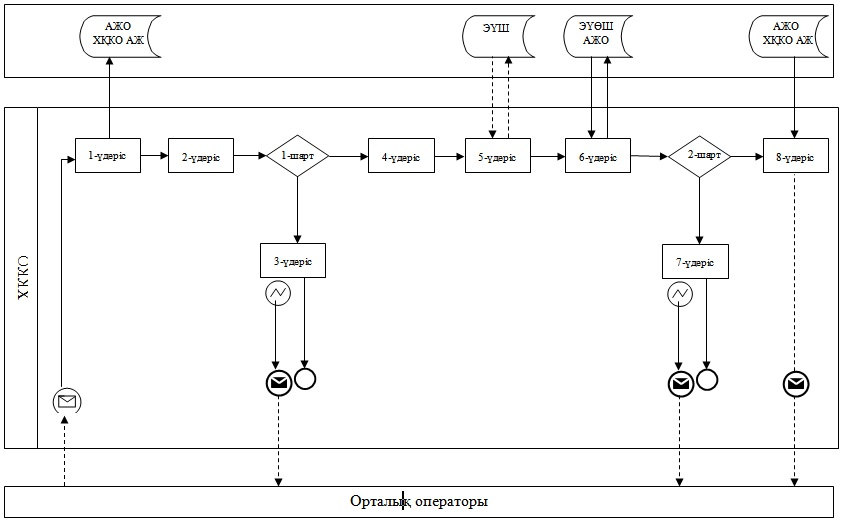 АЖО
ХҚКО АЖ
ЭҮШ
ЭҮӨШ
АЖО
АЖО
ХҚКО АЖ
ХККО
1-үдеріс
2-үдеріс
1-шарт
4-үдеріс
5-үдеріс
6-үдеріс
2-шарт
8-үдеріс
3-үдеріс
7-үдеріс
Орталық операторы